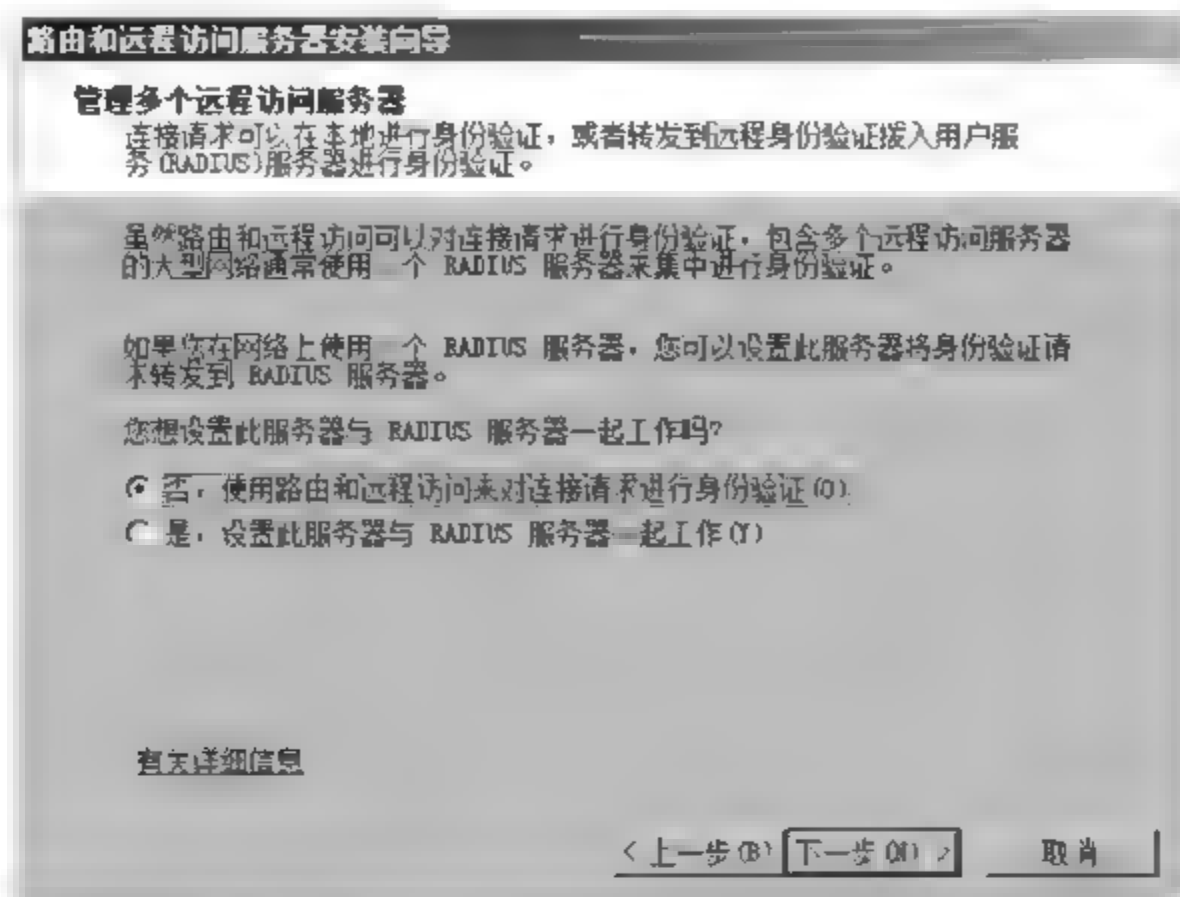 路由和远程访问服务器安装向导
管理多个远程访问服务器
连接请求可以在本地进行身份验证，或者转发到远程身份验证拨入用户服
务(RADIUS)服务器进行身份验证。
虽然路由和远程访问可以对连接请求进行身份验证，包含多个远程访问服务器
的大型网络通常使用一个 RADIUS 服务器来集中进行身份验证。
如果您在网络上使用一个 RADIUS 服务器，您可以设置此服务器将身份验证请
求转发到 RADIUS 服务器。
您想设置此服务器与 RADIUS 服务器一起工作吗?
否，使用路由和远程访问来对连接请求进行身份验证(O)
是，设置此服务器与 RADIUS 服务器一起工作(Y)
有关详细信息
< 上一步(B) 下一步(N) > 取消